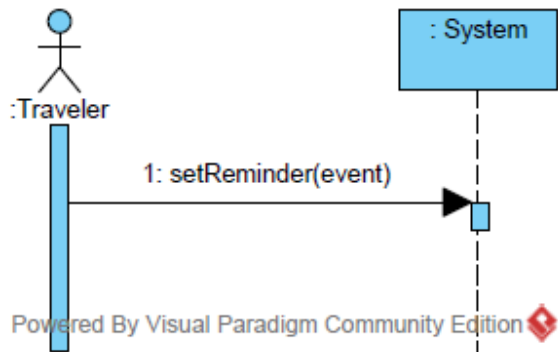 : System
:Traveler
1: setReminder(event)
Powered By Visual Paradigm Community Edition